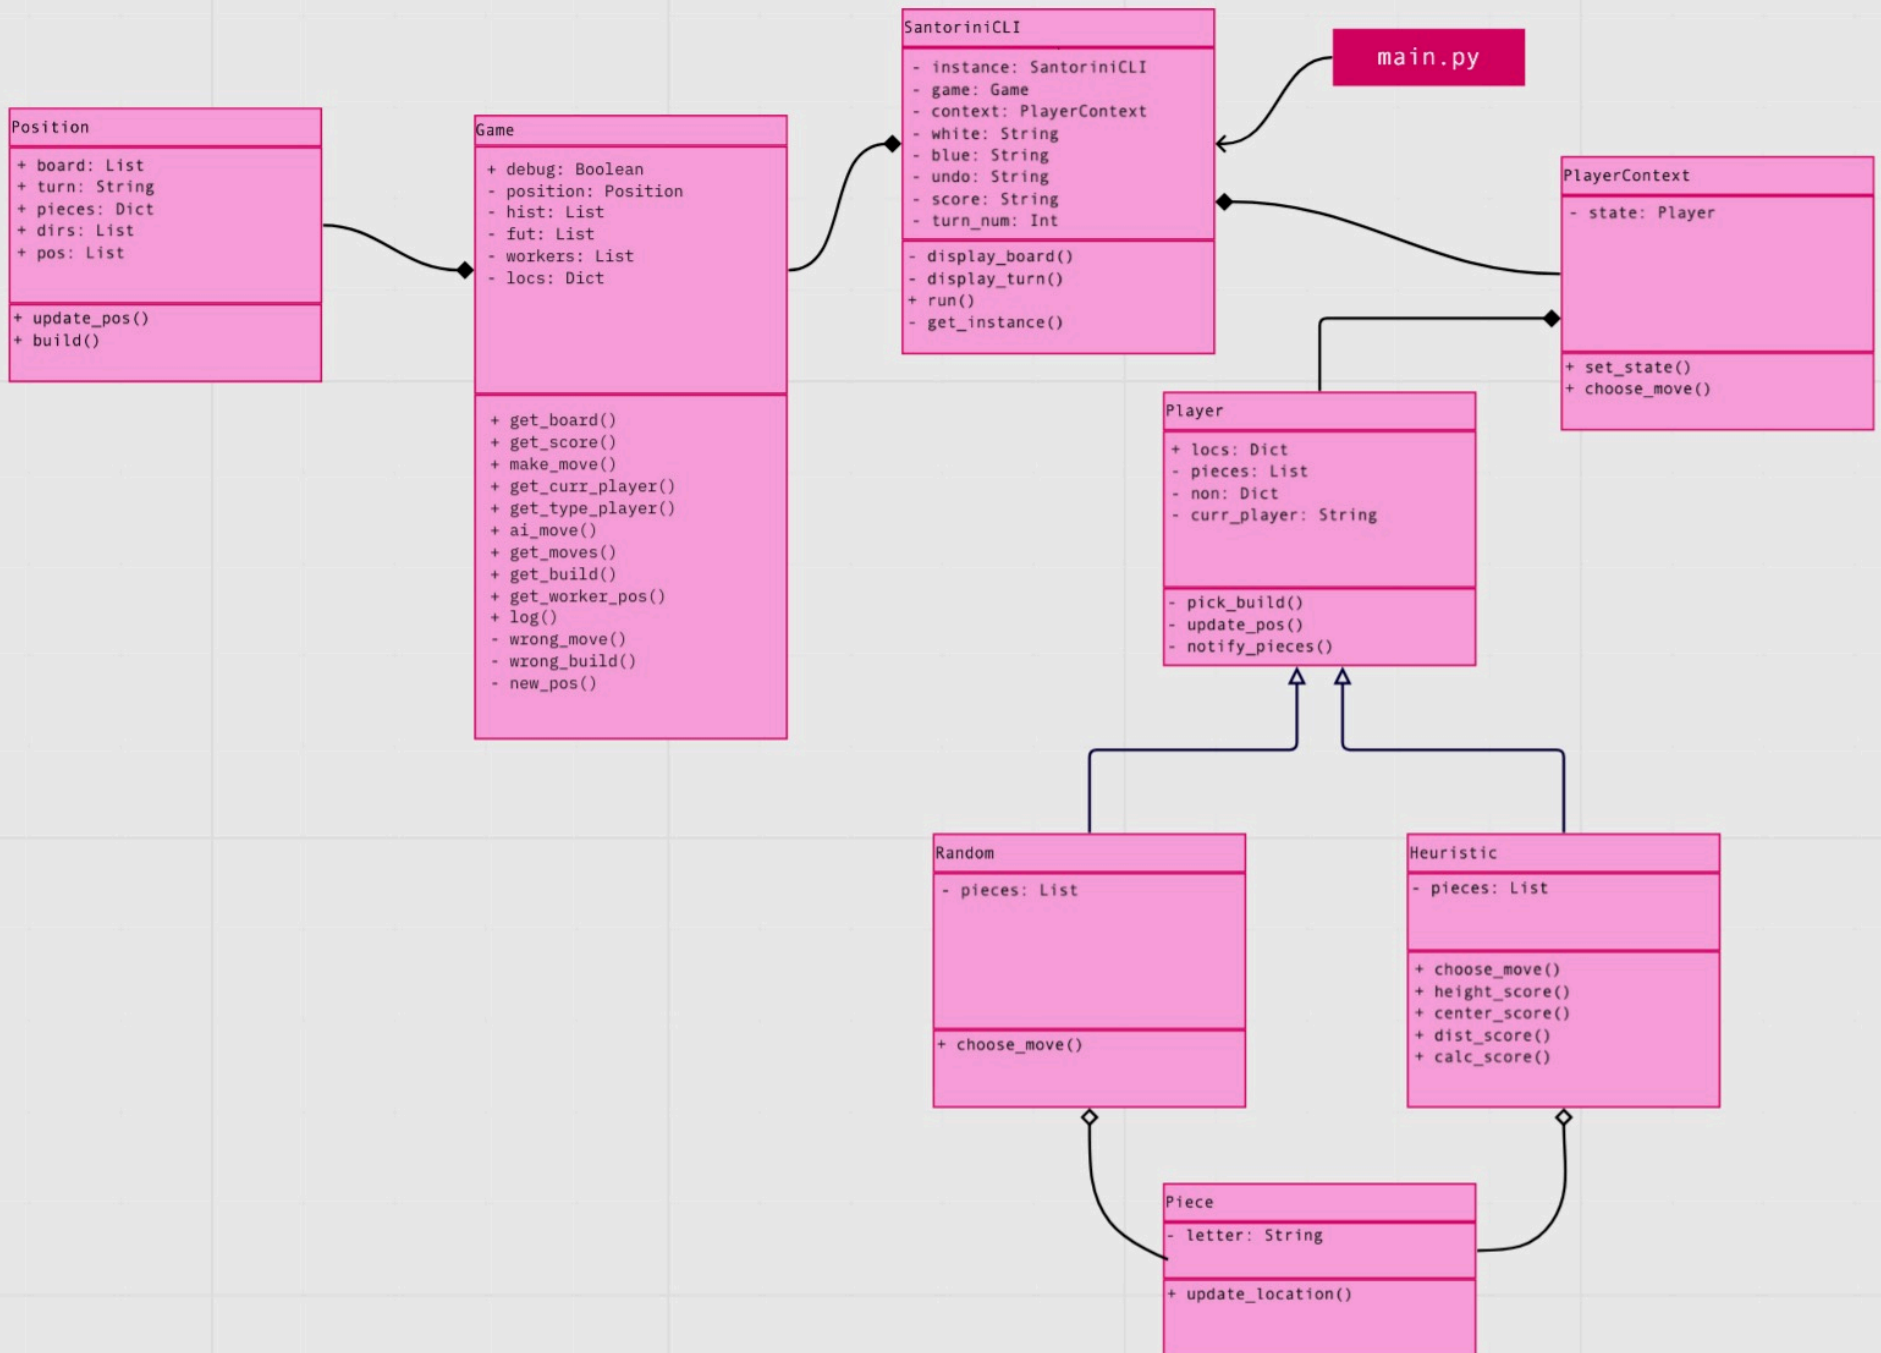 SantoriniCLI
- instance: SantoriniCLI
- game: Game
- context: PlayerContext
- white: String
- blue: String
- undo: String
- score: String
- turn_num: Int
- display_board()
- display_turn()
+ run()
- get_instance()
main.py
Position
+ board: List
+ turn: String
+ pieces: Dict
+ dirs: List
+ pos: List
+ update_pos()
+ build()
Game
+ debug: Boolean
- position: Position
- hist: List
- fut: List
- workers: List
- locs: Dict
+ get_board()
+ get_score()
+ make_move()
+ get_curr_player()
+ get_type_player()
+ ai_move()
+ get_moves()
+ get_build()
+ get_worker_pos()
+ log()
- wrong_move()
- wrong_build()
- new_pos()
PlayerContext
- state: Player
+ set_state()
+ choose_move()
Player
+ locs: Dict
- pieces: List
- non: Dict
- curr_player: String
- pick_build()
- update_pos()
- notify_pieces()
Random
- pieces: List
+ choose_move()
Heuristic
- pieces: List
+ choose_move()
+ height_score()
+ center_score()
+ dist_score()
+ calc_score()
Piece
- letter: String
+ update_location()